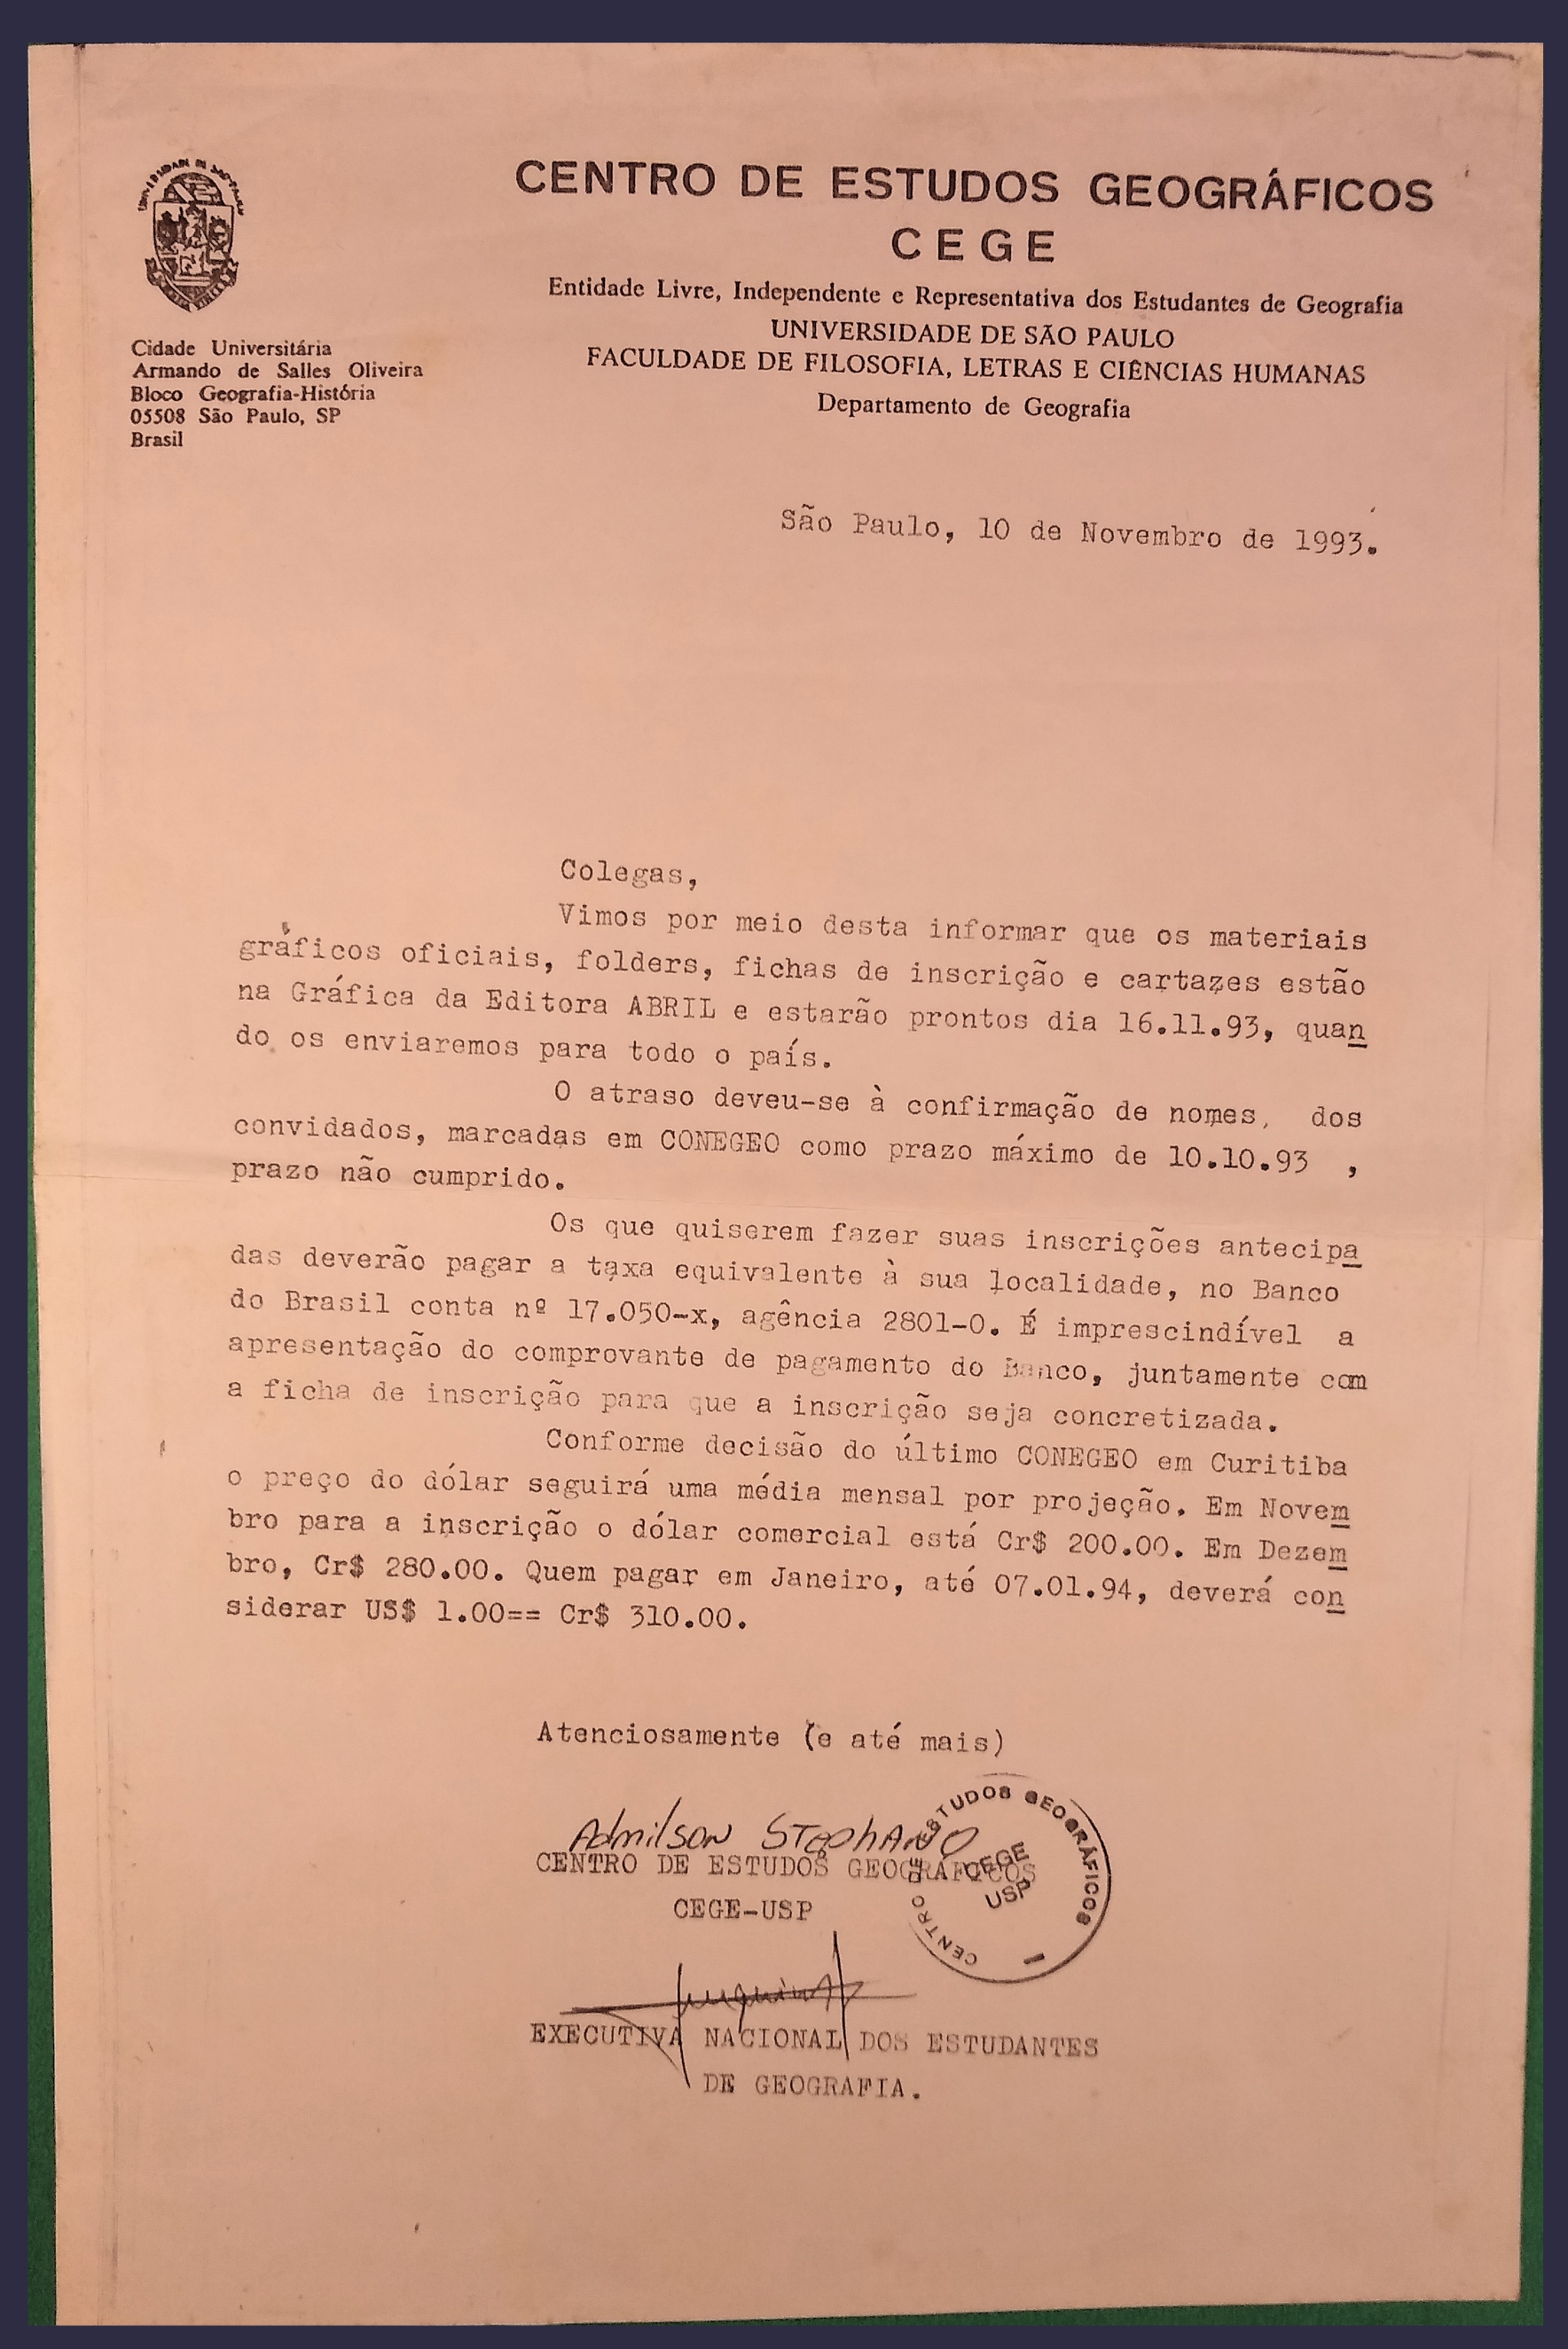 UNIVERSIDADE DE SÃO PAULO
CENTRO DE ESTUDOS GEOGRÁFICOS
CEGE
Entidade Livre, Independente e Representativa dos Estudantes de Geografia
UNIVERSIDADE DE SÃO PAULO
FACULDADE DE FILOSOFIA, LETRAS E CIÊNCIAS HUMANAS
Departamento de Geografia
Cidade Universitária
Armando de Salles Oliveira
Bloco Geografia-História
05508 São Paulo, SP
Brasil
São Paulo, 10 de Novembro de 1993.
Colegas,
Vimos por meio desta informar que os materiais
gráficos oficiais, folders, fichas de inscrição e cartazes estão
na Gráfica da Editora ABRIL e estarão prontos dia 16.11.93, quan
do os enviaremos para todo o país.
O atraso deveu-se à confirmação de nomes, dos
convidados, marcadas em CONEGEO como prazo máximo de 10.10.93 ,
prazo não cumprido.
Os que quiserem fazer suas inscrições antecipa
das deverão pagar a taxa equivalente à sua localidade, no Banco
do Brasil conta nº 17.050-x, agência 2801-0. É imprescindível a
apresentação do comprovante de pagamento do Banco, juntamente com
a ficha de inscrição para que a inscrição seja concretizada.
Conforme decisão do último CONEGEO em Curitiba
o preço do dólar seguirá uma média mensal por projeção. Em Novem
bro para a inscrição o dólar comercial está Cr$ 200.00. Em Dezem
bro, Cr$ 280.00. Quem pagar em Janeiro, até 07.01.94, deverá con
siderar US$ 1.00== Cr$ 310.00.
Atenciosamente (e até mais)
Admilson Stephano
CENTRO DE ESTUDOS GEOGRÁFICOS
CEGE-USP
CENTRO DE ESTUDOS GEOGRÁFICOS
CEGE
USP
EXECUTIVA NACIONAL DOS ESTUDANTES
DE GEOGRAFIA.